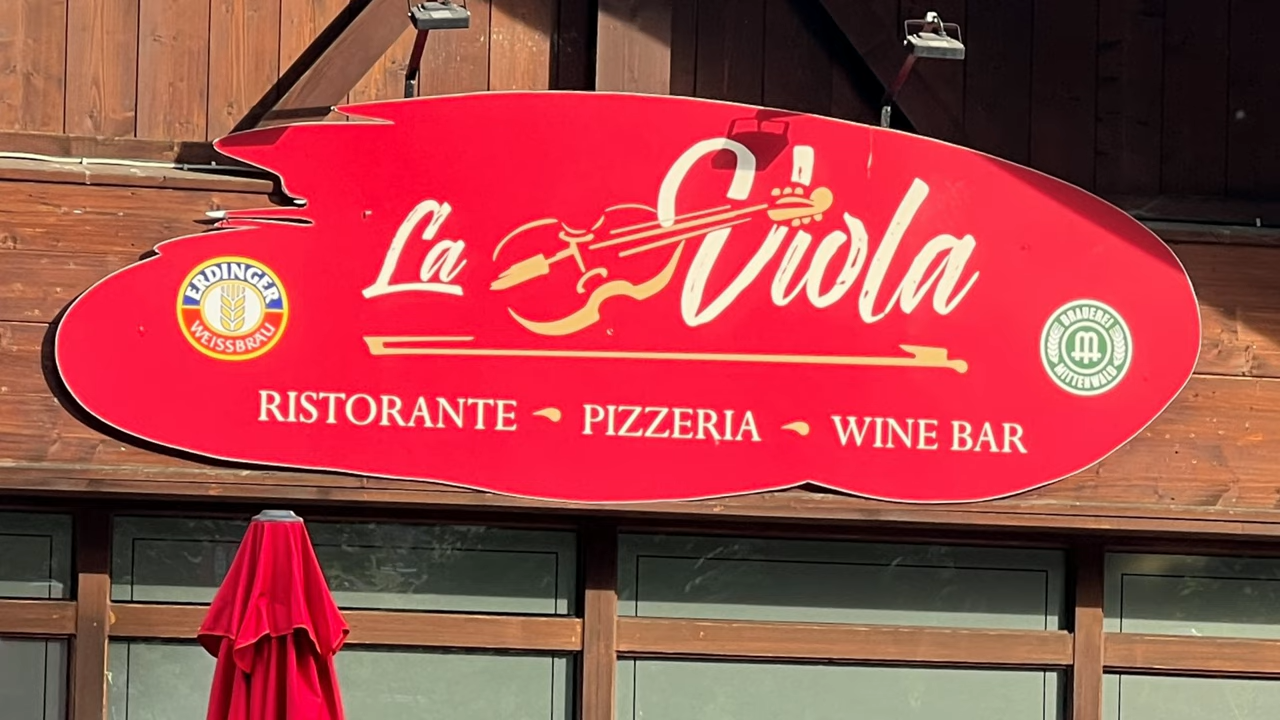 La Viola
ERDINGER
WEISSBRÄU
BRAUEREI
MITTENWALD
RISTORANTE PIZZERIA WINE BAR